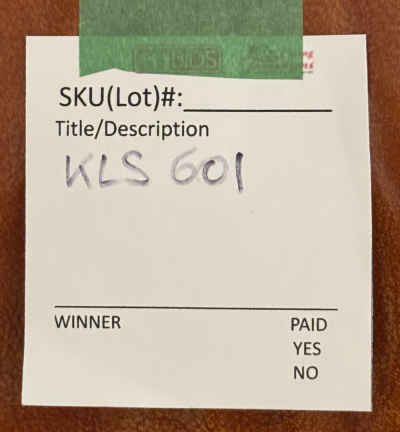 SKU(Lot)#:
Title/Description
KLS 601
WINNER
PAID
YES
NO